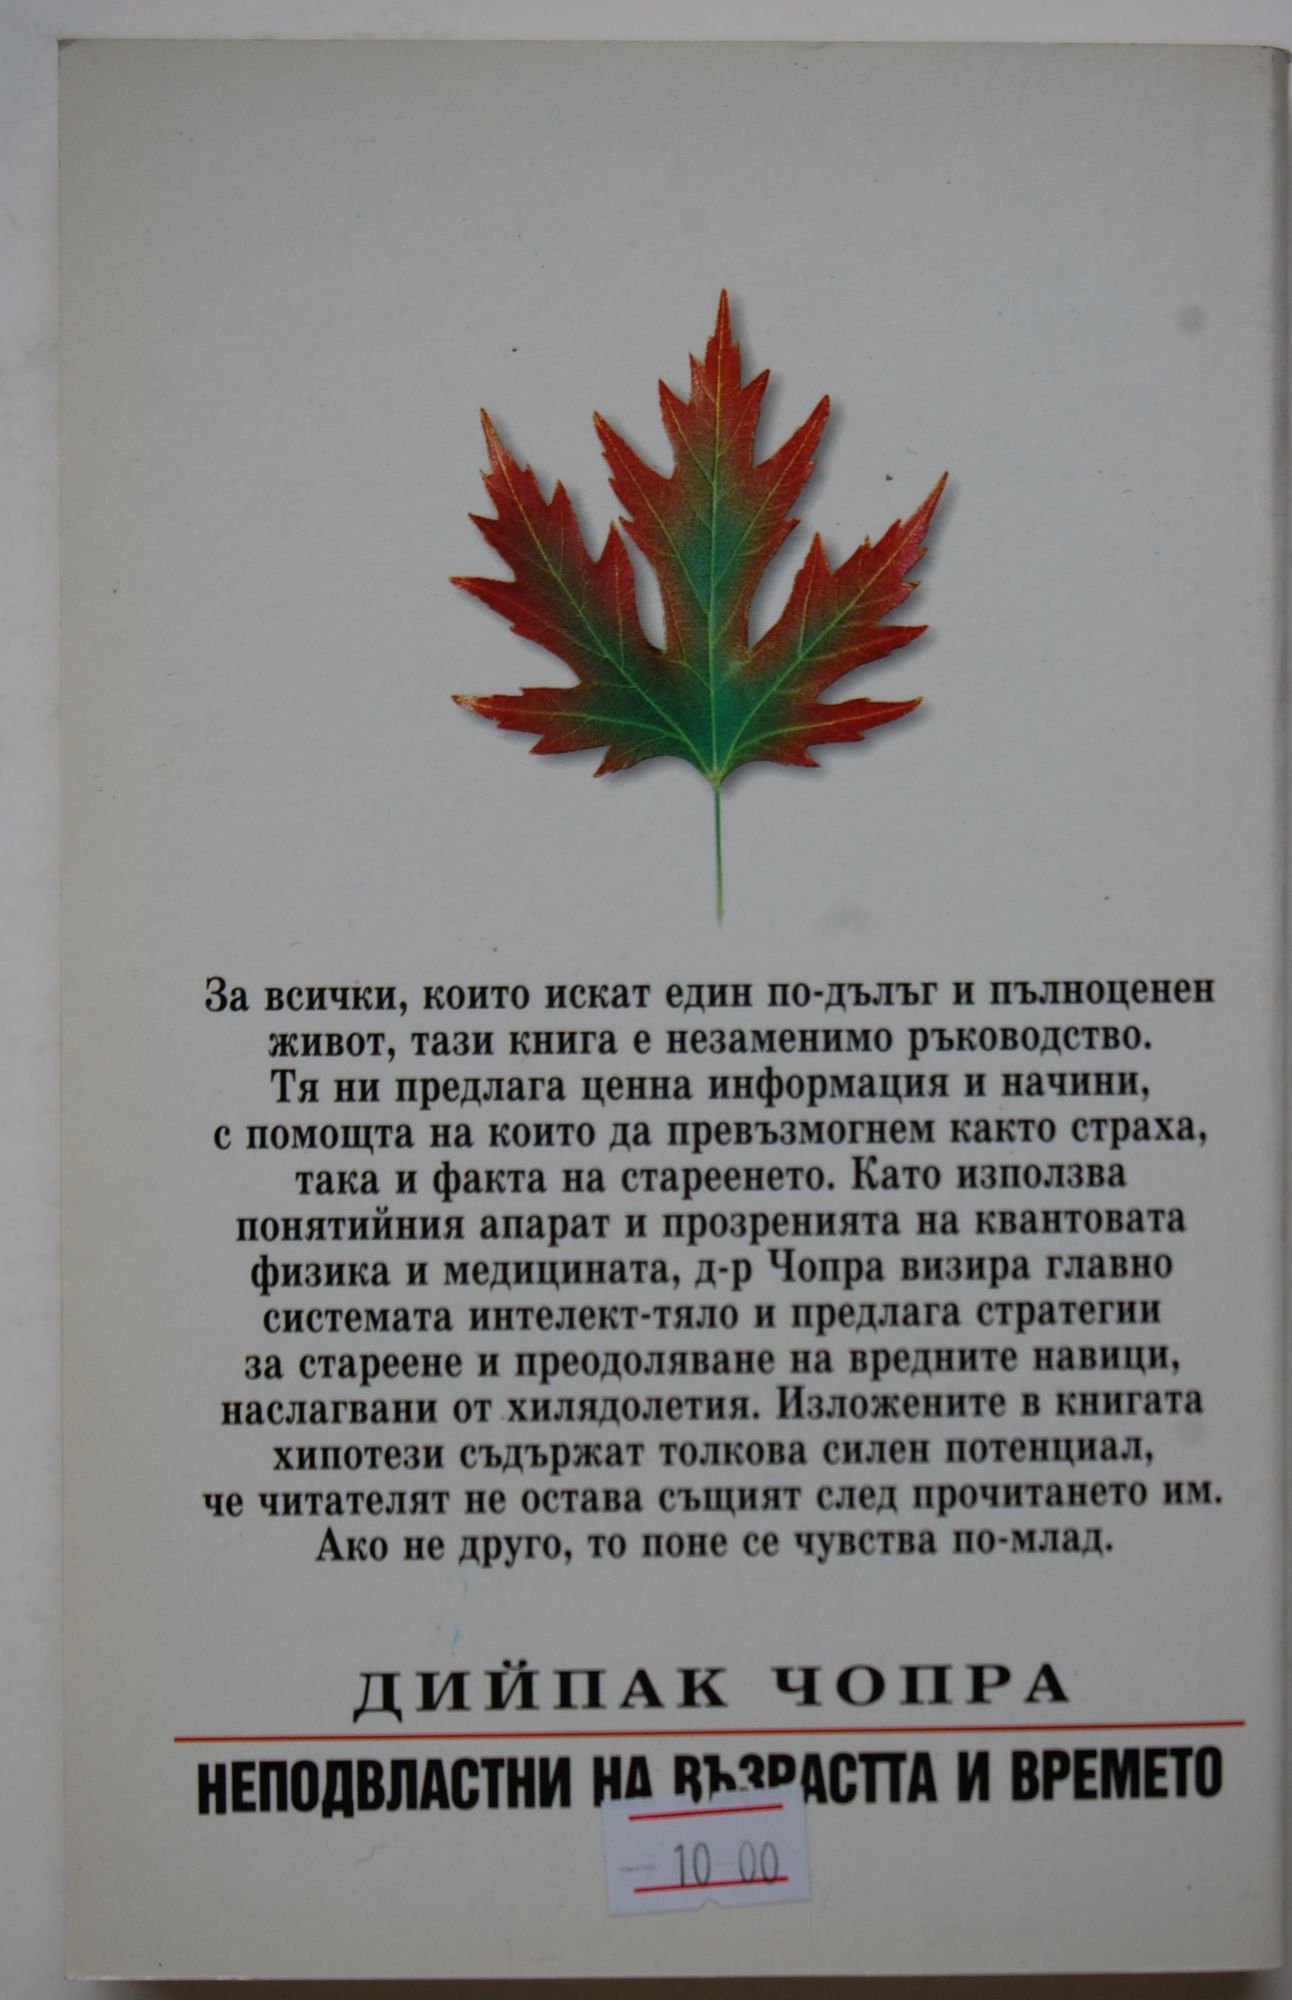 За всички, които искат един по-дълъг и пълноценен
живот, тази книга е незаменимо ръководство.
Тя ни предлага ценна информация и начини,
с помощта на които да превъзмогнем както страха,
така и факта на стареенето. Като използва
понятийния апарат и прозренията на квантовата
физика и медицината, д-р Чопра визира главно
системата интелект-тяло и предлага стратегии
за стареене и преодоляване на вредните навици,
наслагвани от хилядолетия. Изложените в книгата
хипотези съдържат толкова силен потенциал,
че читателят не остава същият след прочитането им.
Ако не друго, то поне се чувства по-млад.
ДИЙПАК ЧОПРА
НЕПОДВЛАСТНИ НА ВЪЗРАСТТА И ВРЕМЕТО
— 10 00